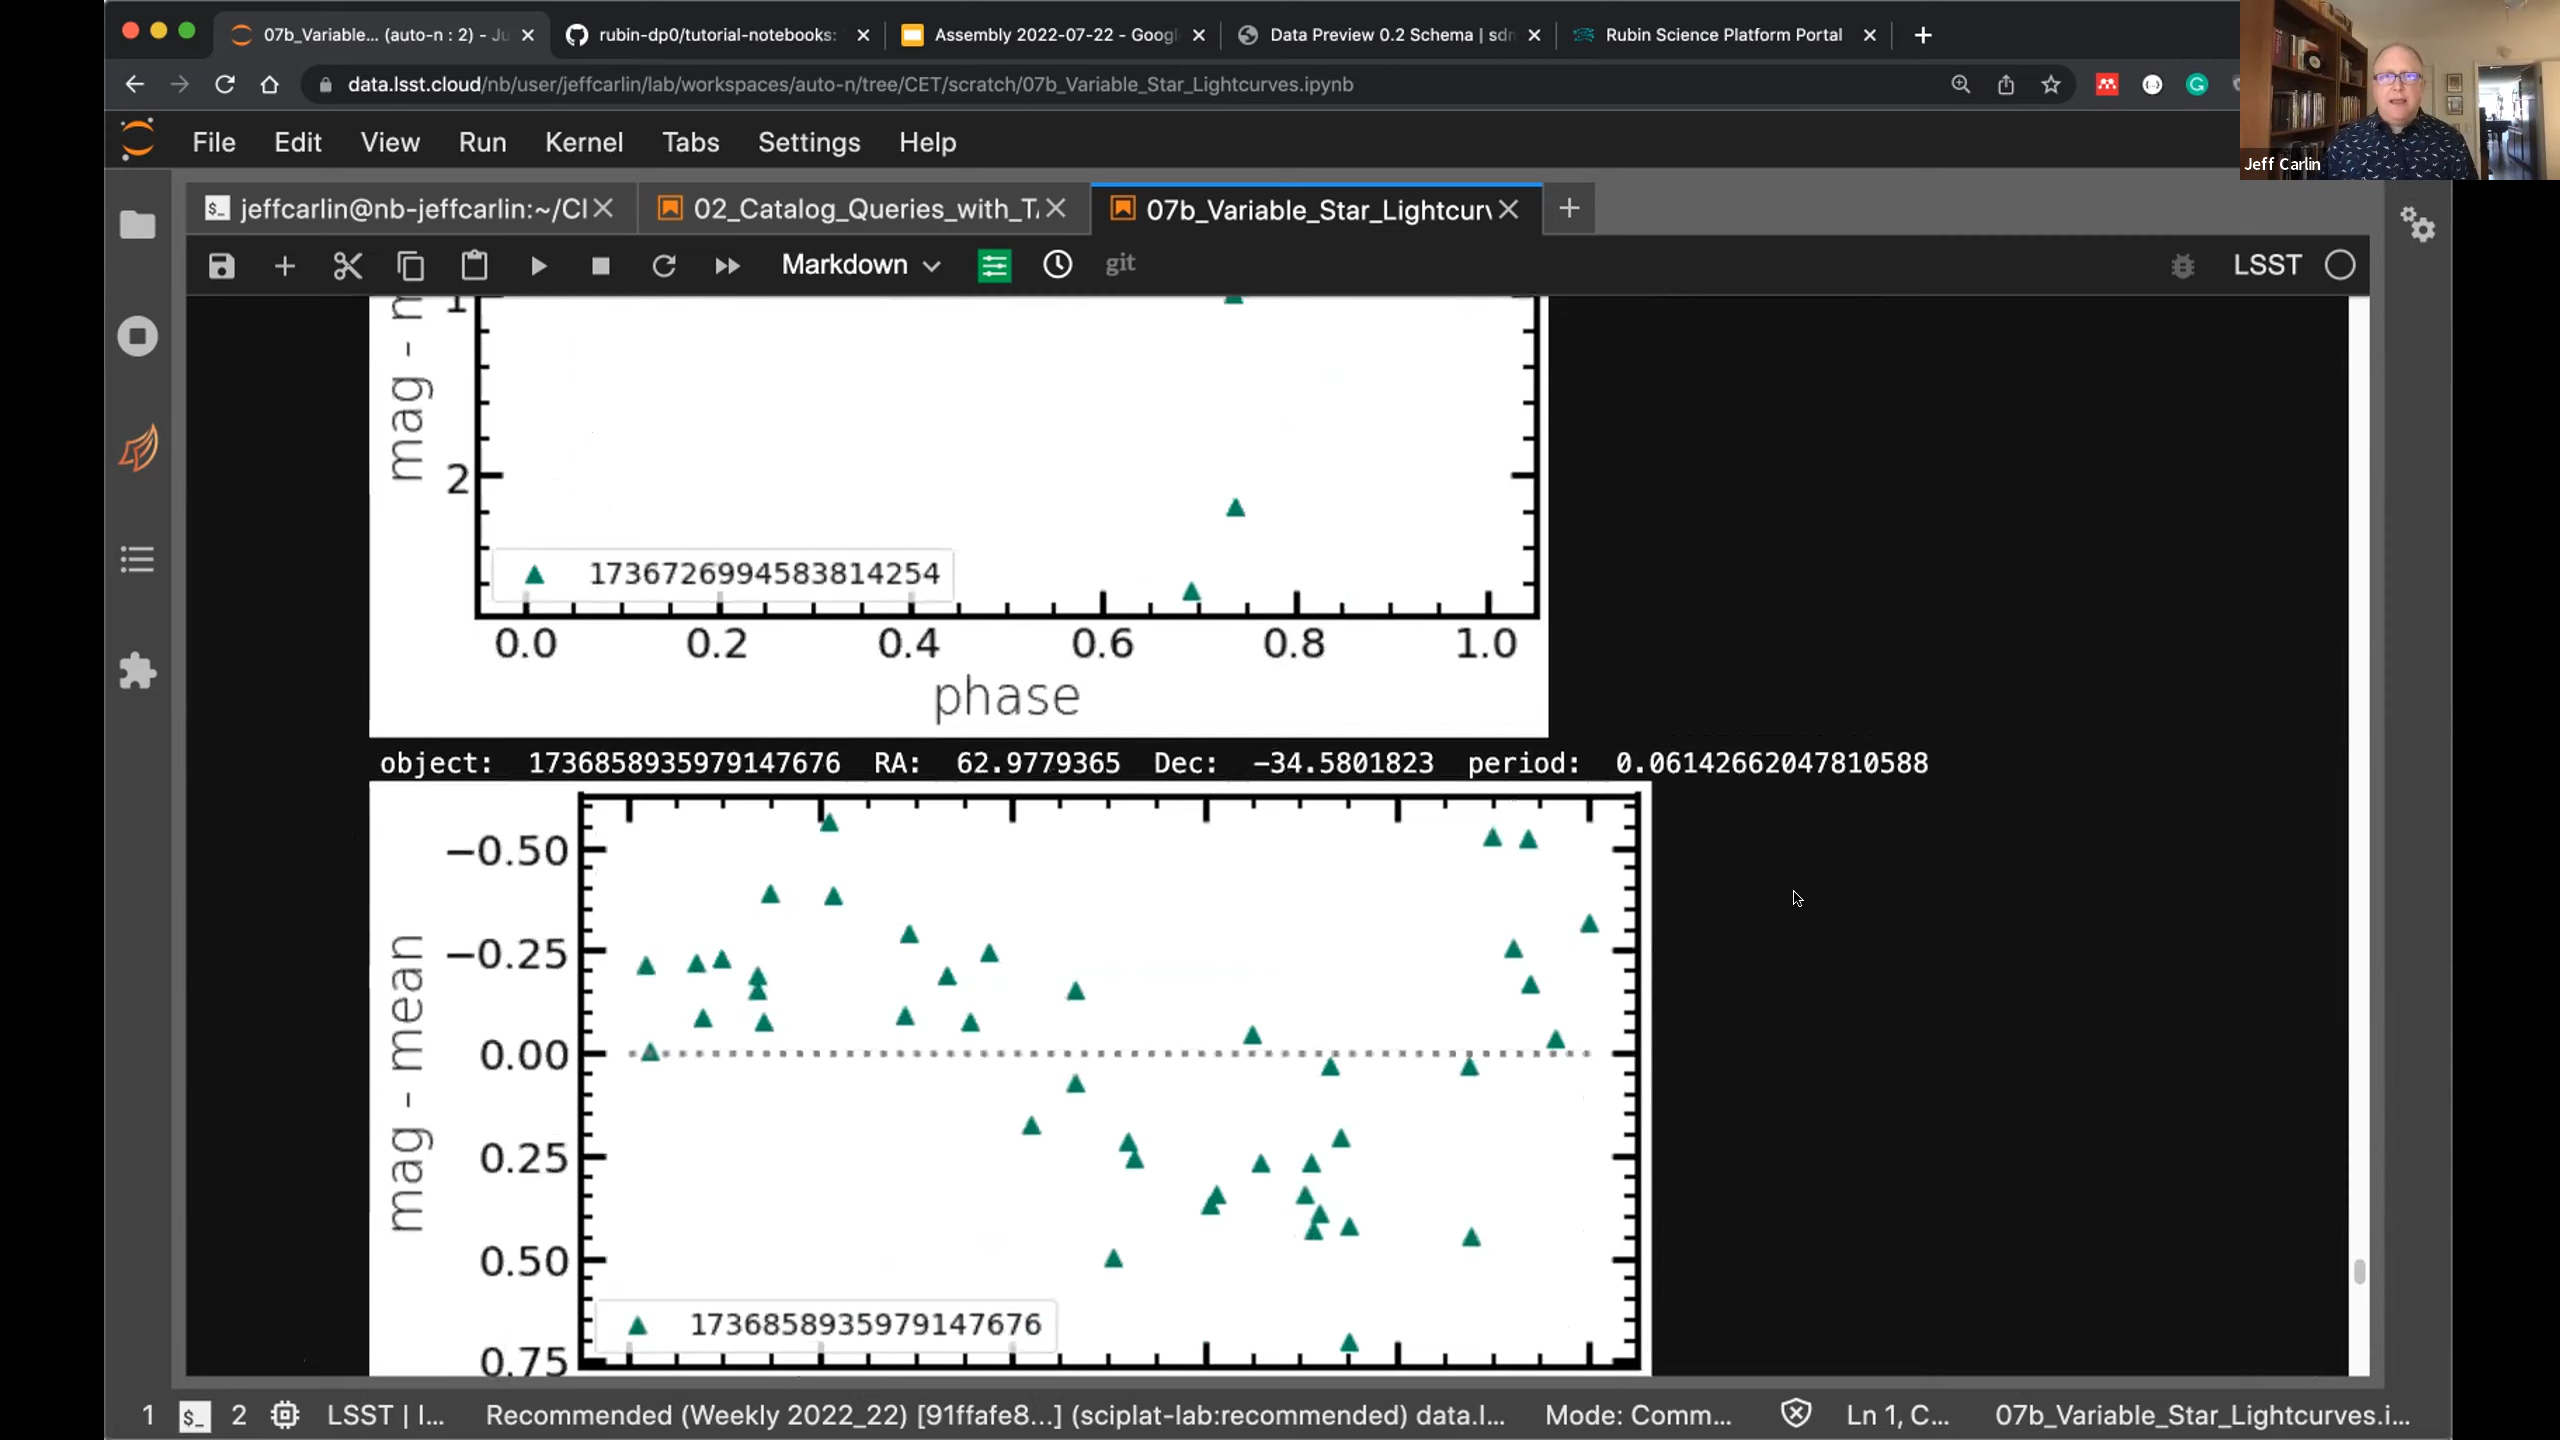 07b_Variable... (auto-n : 2) - Ju
rubin-dp0/tutorial-notebooks:
Assembly 2022-07-22 - Googl
Data Preview 0.2 Schema | sdm
Rubin Science Platform Portal
data.lsst.cloud/nb/user/jeffcarlin/lab/workspaces/auto-n/tree/CET/scratch/07b_Variable_Star_Lightcurves.ipynb
Jeff Carlin
File Edit View Run Kernel Tabs Settings Help
jeffcarlin@nb-jeffcarlin:~/CI
02_Catalog_Queries_with_TA
07b_Variable_Star_Lightcurv
Markdown
git
LSST
1
mag - m
2
1736726994583814254
0.0 0.2 0.4 0.6 0.8 1.0
phase
object: 1736858935979147676 RA: 62.9779365 Dec: -34.5801823 period: 0.06142662047810588
−0.50
−0.25
0.00
0.25
0.50
0.75
mag - mean
1736858935979147676
1 $_ 2 LSST | I... Recommended (Weekly 2022_22) [91ffafe8...] (sciplat-lab:recommended) data.l... Mode: Comm... Ln 1, C... 07b_Variable_Star_Lightcurves.i...